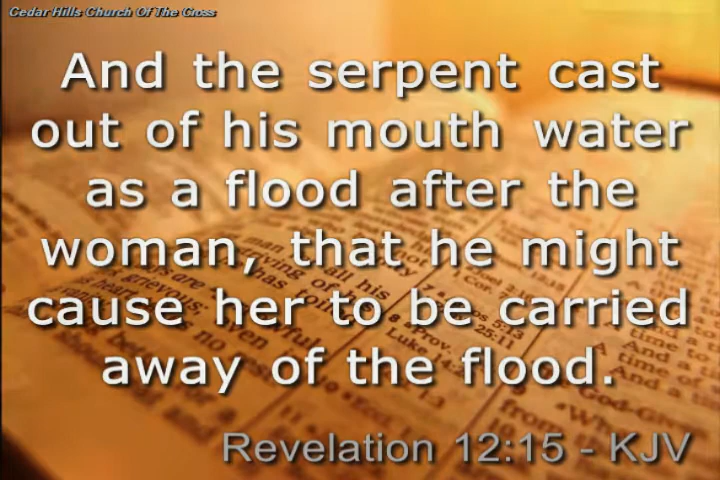 Cedar Hills Church Of The Cross
And the serpent cast
out of his mouth water
as a flood after the
woman, that he might
cause her to be carried
away of the flood.
Revelation 12:15 - KJV